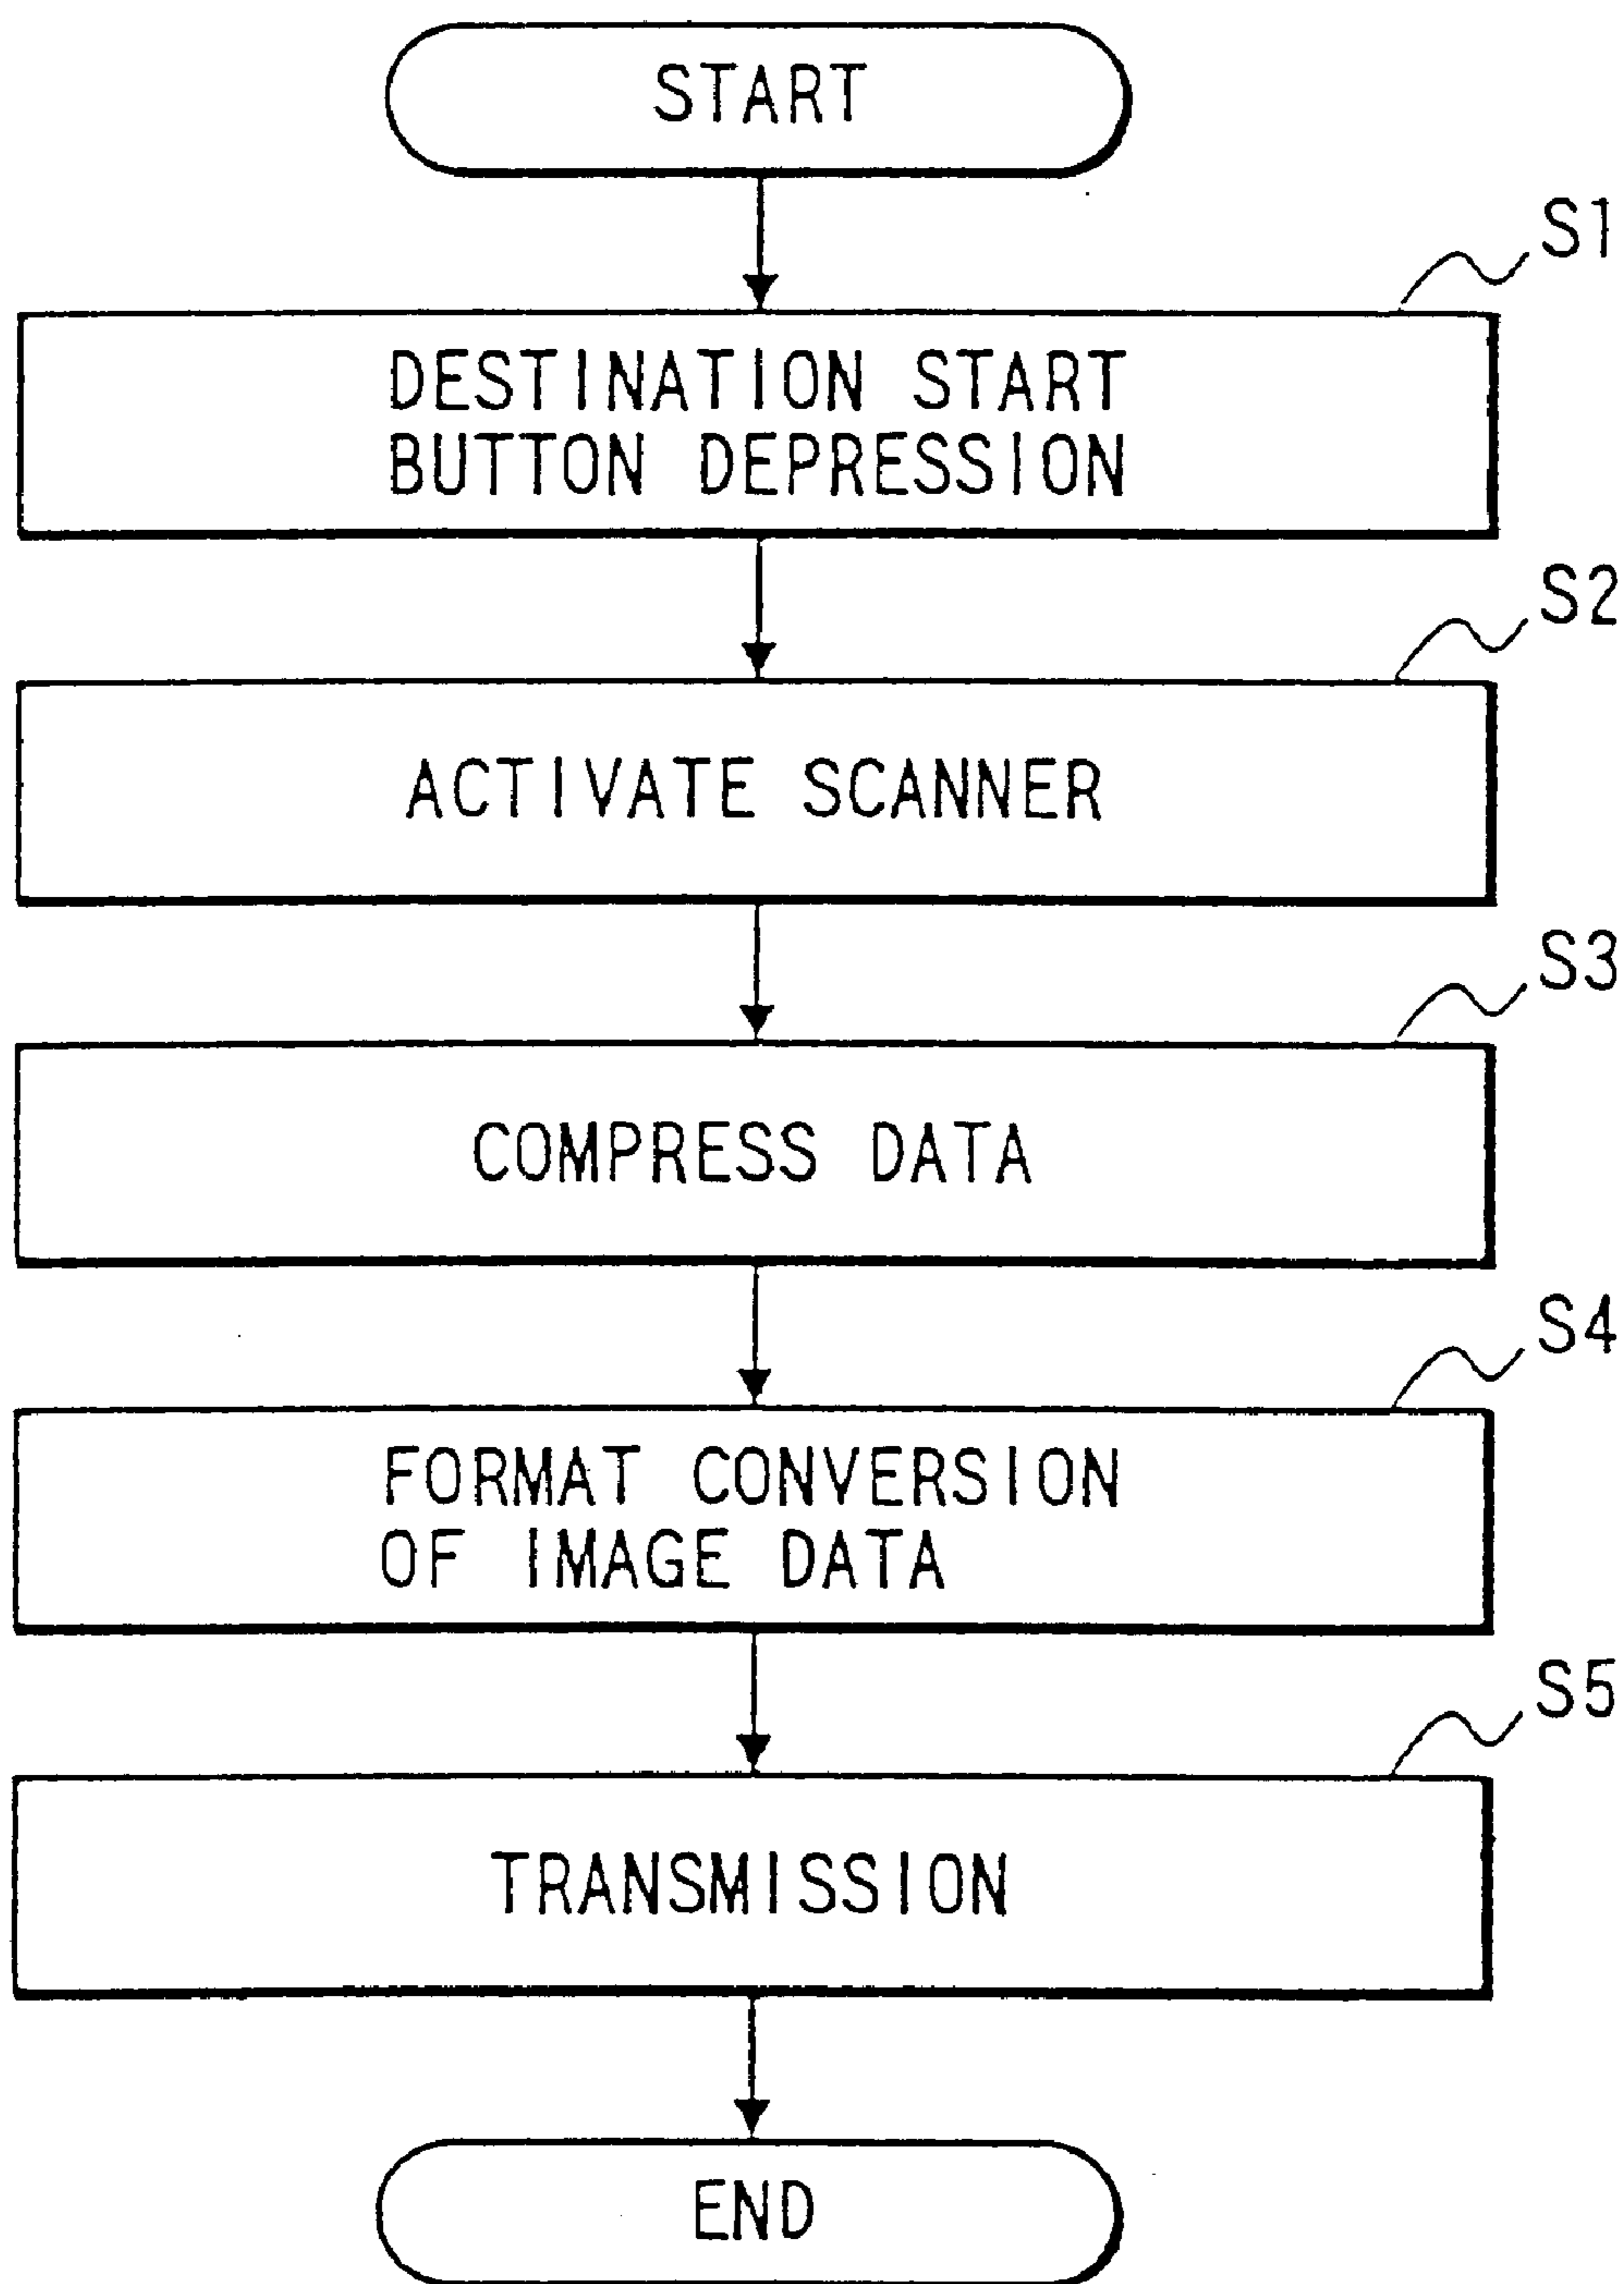 START
S1
DESTINATION START
BUTTON DEPRESSION
S2
ACTIVATE SCANNER
S3
COMPRESS DATA
S4
FORMAT CONVERSION
OF IMAGE DATA
S5
TRANSMISSION
END